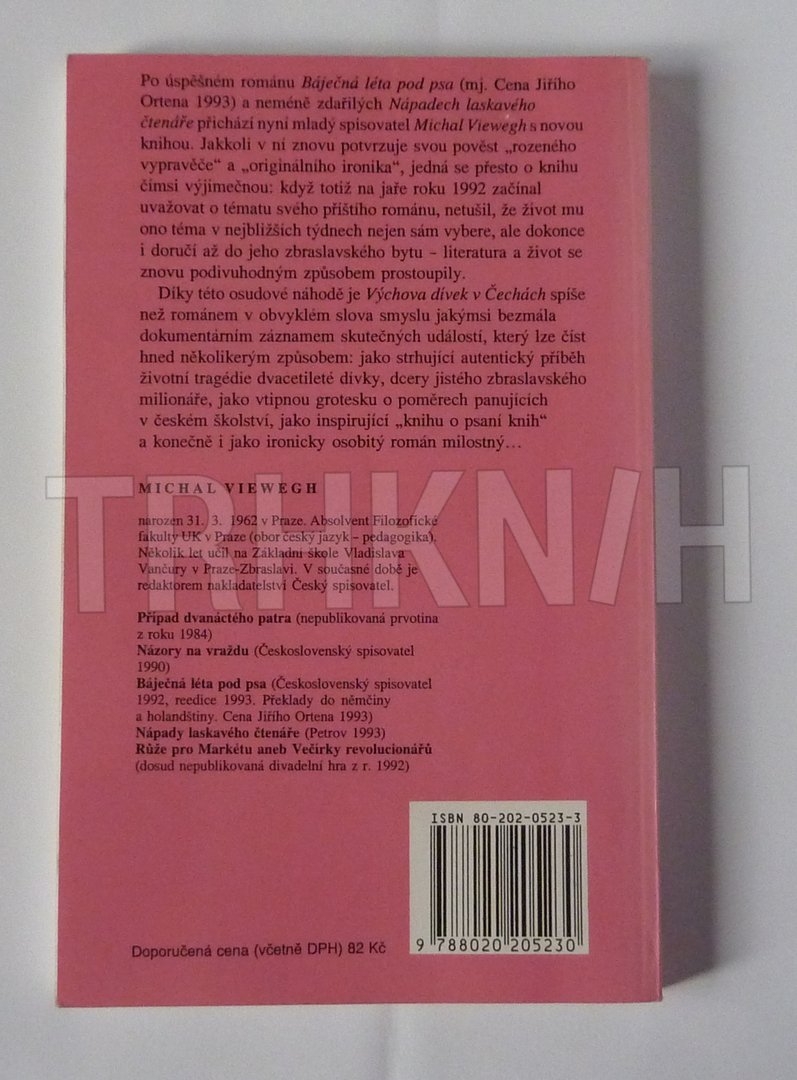 Po úspěšném románu Báječná léta pod psa (mj. Cena Jiřího
Ortena 1993) a neméně zdařilých Nápadech laskavého
čtenáře přichází nyní mladý spisovatel Michal Viewegh s novou
knihou. Jakkoli v ní znovu potvrzuje svou pověst „rozeného
vypravěče“ a „originálního ironika“, jedná se přesto o knihu
čímsi výjimečnou: když totiž na jaře roku 1992 začínal
uvažovat o tématu svého příštího románu, netušil, že život mu
ono téma v nejbližších týdnech nejen sám vybere, ale dokonce
i doručí až do jeho zbraslavského bytu – literatura a život se
znovu podivuhodným způsobem prostoupily.
Díky této osudové náhodě je Výchova dívek v Čechách spíše
než románem v obvyklém slova smyslu jakýmsi bezmála
dokumentárním záznamem skutečných událostí, který lze číst
hned několikerým způsobem: jako strhující autentický příběh
životní tragédie dvacetileté dívky, dcery jistého zbraslavského
milionáře, jako vtipnou grotesku o poměrech panujících
v českém školství, jako inspirující „knihu o psaní knih“
a konečně i jako ironicky osobitý román milostný...
TRHKN/H
MICHAL VIEWEGH
narozen 31. 3. 1962 v Praze. Absolvent Filozofické
fakulty UK v Praze (obor český jazyk – pedagogika).
Několik let učil na Základní škole Vladislava
Vančury v Praze-Zbraslavi. V současné době je
redaktorem nakladatelství Český spisovatel.
Případ dvanáctého patra (nepublikovaná prvotina
z roku 1984)
Názory na vraždu (Československý spisovatel
1990)
Báječná léta pod psa (Československý spisovatel
1992, reedice 1993. Překlady do němčiny
a holandštiny. Cena Jiřího Ortena 1993)
Nápady laskavého čtenáře (Petrov 1993)
Růže pro Markétu aneb Večírky revolucionářů
(dosud nepublikovaná divadelní hra z r. 1992)
ISBN 80-202-0523-3
9 788020 205230
Doporučená cena (včetně DPH) 82 Kč